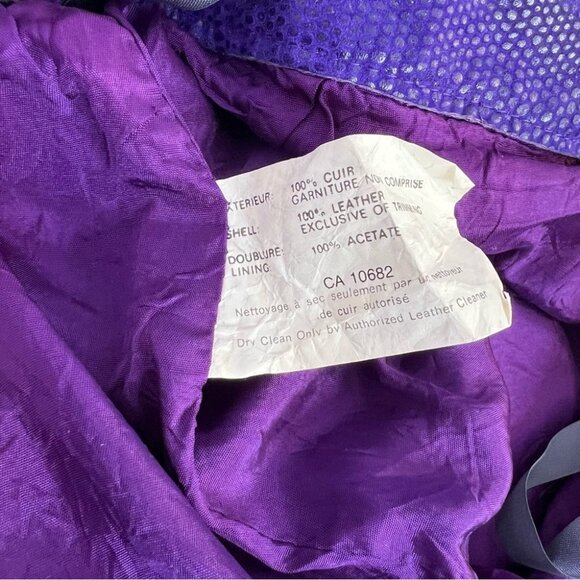 EXTERIEUR: 100% CUIR
GARNITURE NON COMPRISE
SHELL: 100% LEATHER
EXCLUSIVE OF TRIMMING
DOUBLURE: 100% ACETATE
LINING
CA 10682
Nettoyage à sec seulement par un nettoyeur
de cuir autorisé
Dry Clean Only by Authorized Leather Cleaner